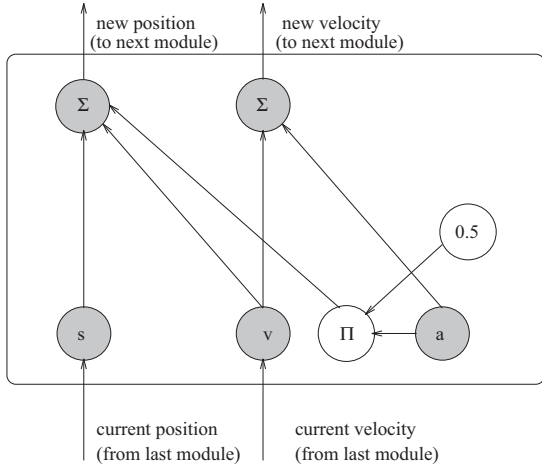 new position
(to next module)
new velocity
(to next module)
Σ
Σ
0.5
s
v
Π
a
current position
(from last module)
current velocity
(from last module)